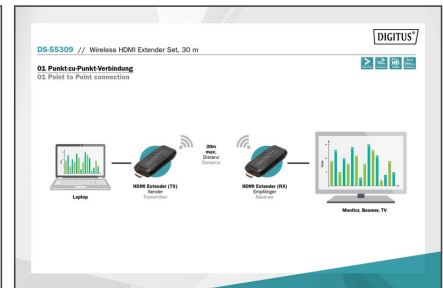 DIGITUS®
DS-55309 // Wireless HDMI Extender Set, 30 m
01 Punkt-zu-Punkt-Verbindung
01 Point to Point connection
30m
max.
Distanz
Distance
HDMI Extender (TX)
Sender
Transmitter
HDMI Extender (RX)
Empfänger
Receiver
Laptop
Monitor, Beamer, TV